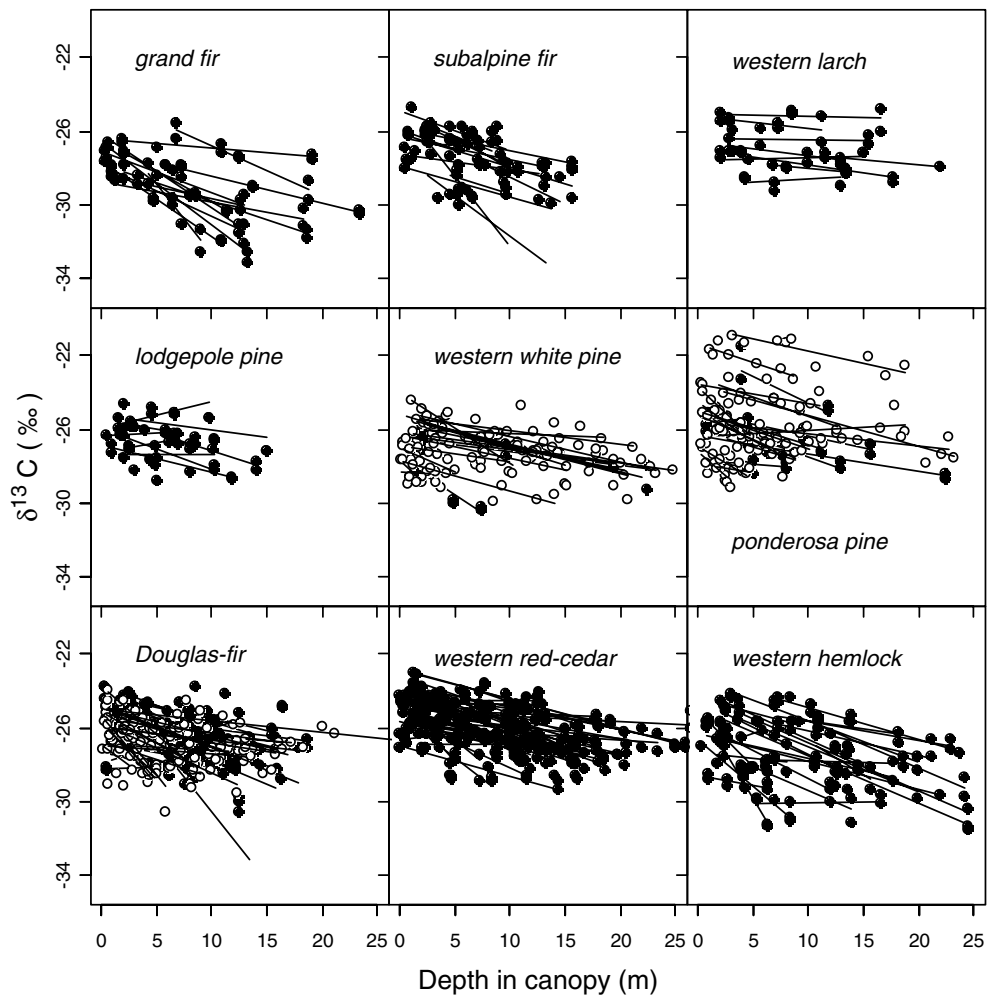 grand fir
subalpine fir
western larch
-22
-26
-30
-34
lodgepole pine
western white pine
ponderosa pine
-22
-26
-30
-34
Douglas-fir
western red-cedar
western hemlock
-22
-26
-30
-34
δ13 C ( ‰ )
0 5 10 15 20 25 0 5 10 15 20 25 0 5 10 15 20 25
Depth in canopy (m)